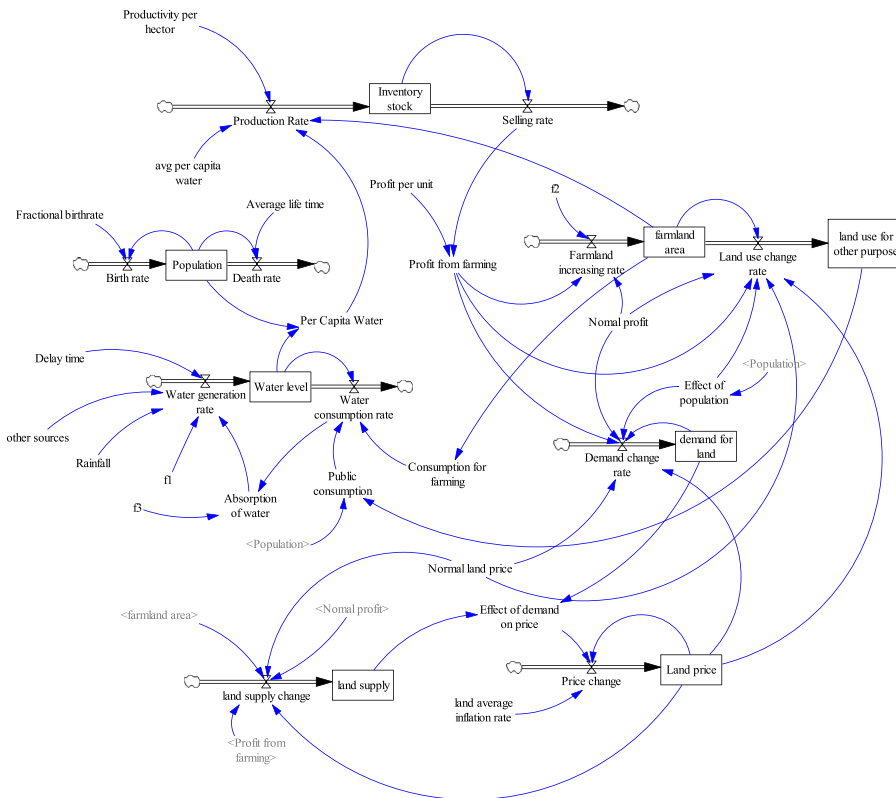 Productivity per
hector
Inventory
stock
Production Rate
Selling rate
avg per capita
water
Profit per unit
f2
Fractional birthrate
Average life time
farmland
area
land use for
other purpose
Population
Birth rate
Death rate
Profit from farming
Farmland
increasing rate
Land use change
rate
Per Capita Water
Nomal profit
Delay time
Water level
<Population>
Effect of
population
Water generation
rate
Water
consumption rate
other sources
Rainfall
f1
demand for
land
Demand change
rate
Consumption for
farming
Public
consumption
Absorption
of water
f3
<Population>
Normal land price
<farmland area>
<Nomal profit>
Effect of demand
on price
land supply
land supply change
Land price
Price change
land average
inflation rate
<Profit from
farming>